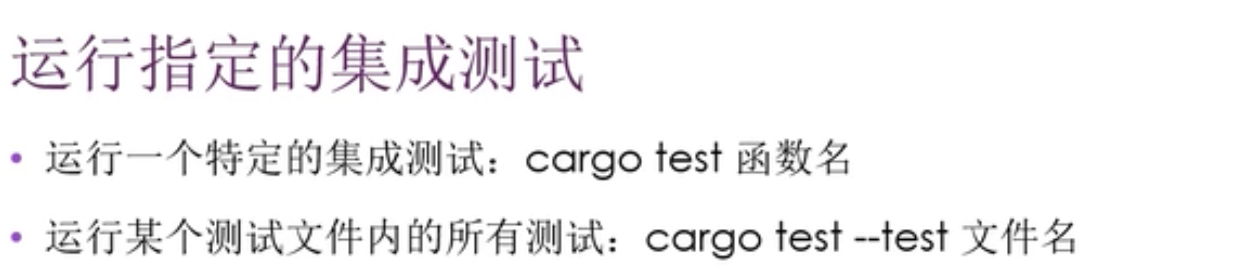 运行指定的集成测试
• 运行一个特定的集成测试：cargo test 函数名
• 运行某个测试文件内的所有测试：cargo test --test 文件名